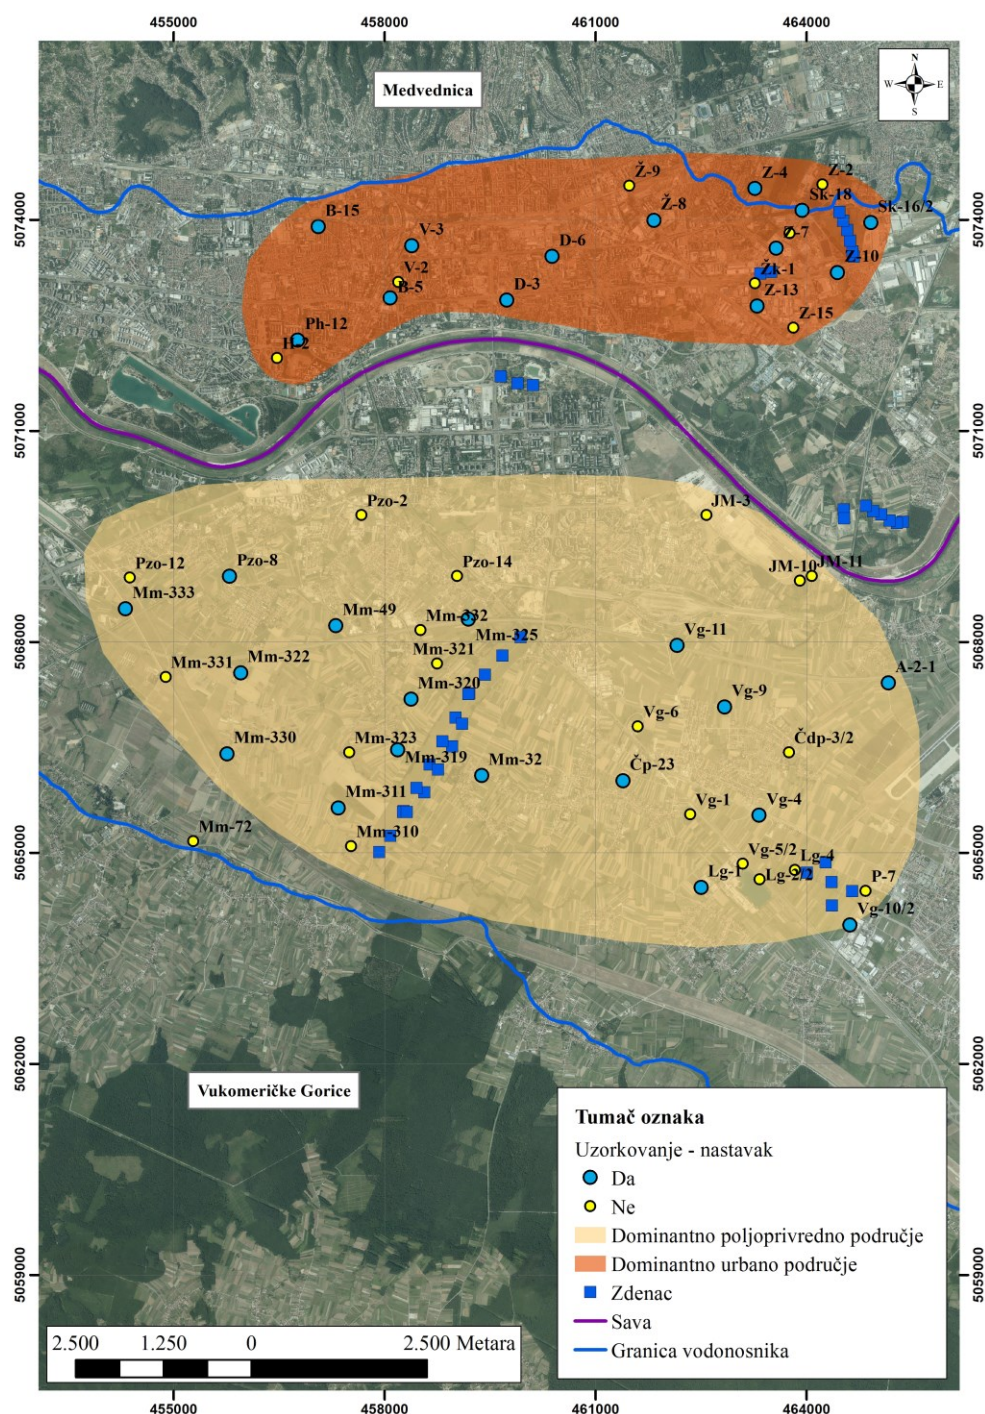 455000 458000 461000 464000
Medvednica
N
W E
S
5074000 5074000
Ž-9
Z-4
Z-2
Sk-18
Sk-16/2
B-15
V-3
Ž-8
Z-7
D-6
V-2
B-5
Z-10
Žk-1
Z-13
D-3
Z-15
Ph-12
H-2
5071000 5071000
Pzo-2
JM-3
Pzo-12
Pzo-8
Pzo-14
JM-10
JM-11
Mm-333
Mm-49
Mm-332
Mm-325
Vg-11
5068000 5068000
Mm-331
Mm-322
Mm-321
Mm-320
A-2-1
Vg-9
Vg-6
Mm-330
Mm-323
Mm-319
Mm-32
Čp-23
Čdp-3/2
Mm-311
Vg-1
Vg-4
Mm-72
Mm-310
5065000 5065000
Vg-5/2
Lg-4
Lg-1
Lg-2/2
P-7
Vg-10/2
5062000 5062000
Vukomeričke Gorice
Tumač oznaka
Uzorkovanje - nastavak
Da
Ne
Dominantno poljoprivredno područje
Dominantno urbano područje
Zdenac
Sava
Granica vodonosnika
5059000 5059000
2.500 1.250 0 2.500 Metara
455000 458000 461000 464000